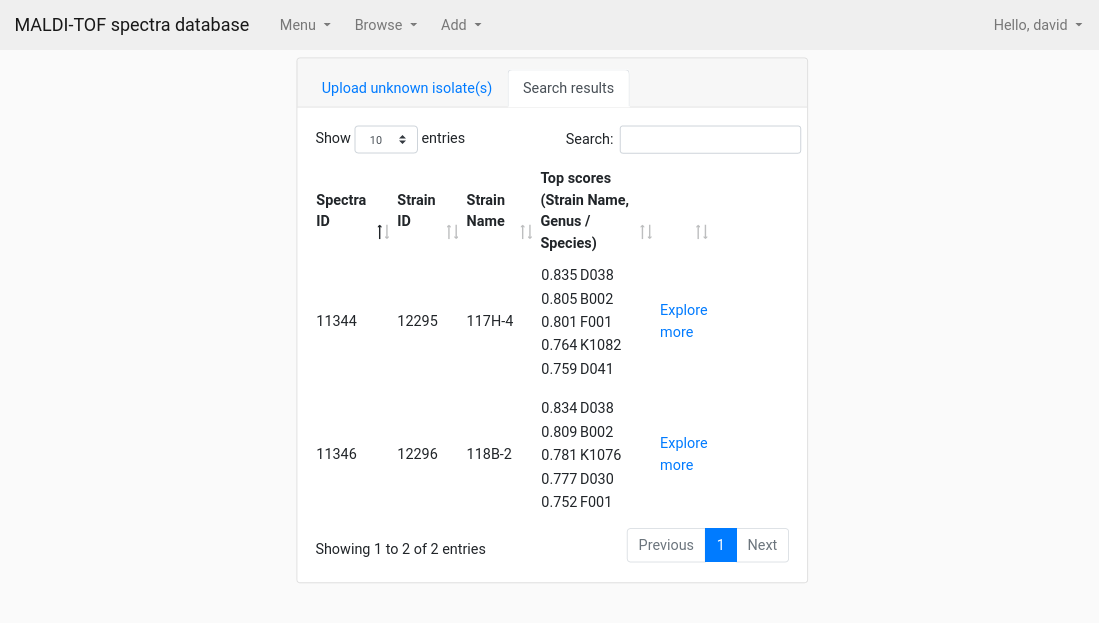 MALDI-TOF spectra database Menu Browse Add Hello, david
Upload unknown isolate(s) Search results
Show 10 entries Search:
Spectra ID Strain ID Strain Name Top scores (Strain Name, Genus / Species)
11344 12295 117H-4
0.835 D038
0.805 B002
0.801 F001
0.764 K1082
0.759 D041
Explore more
11346 12296 118B-2
0.834 D038
0.809 B002
0.781 K1076
0.777 D030
0.752 F001
Explore more
Showing 1 to 2 of 2 entries Previous 1 Next